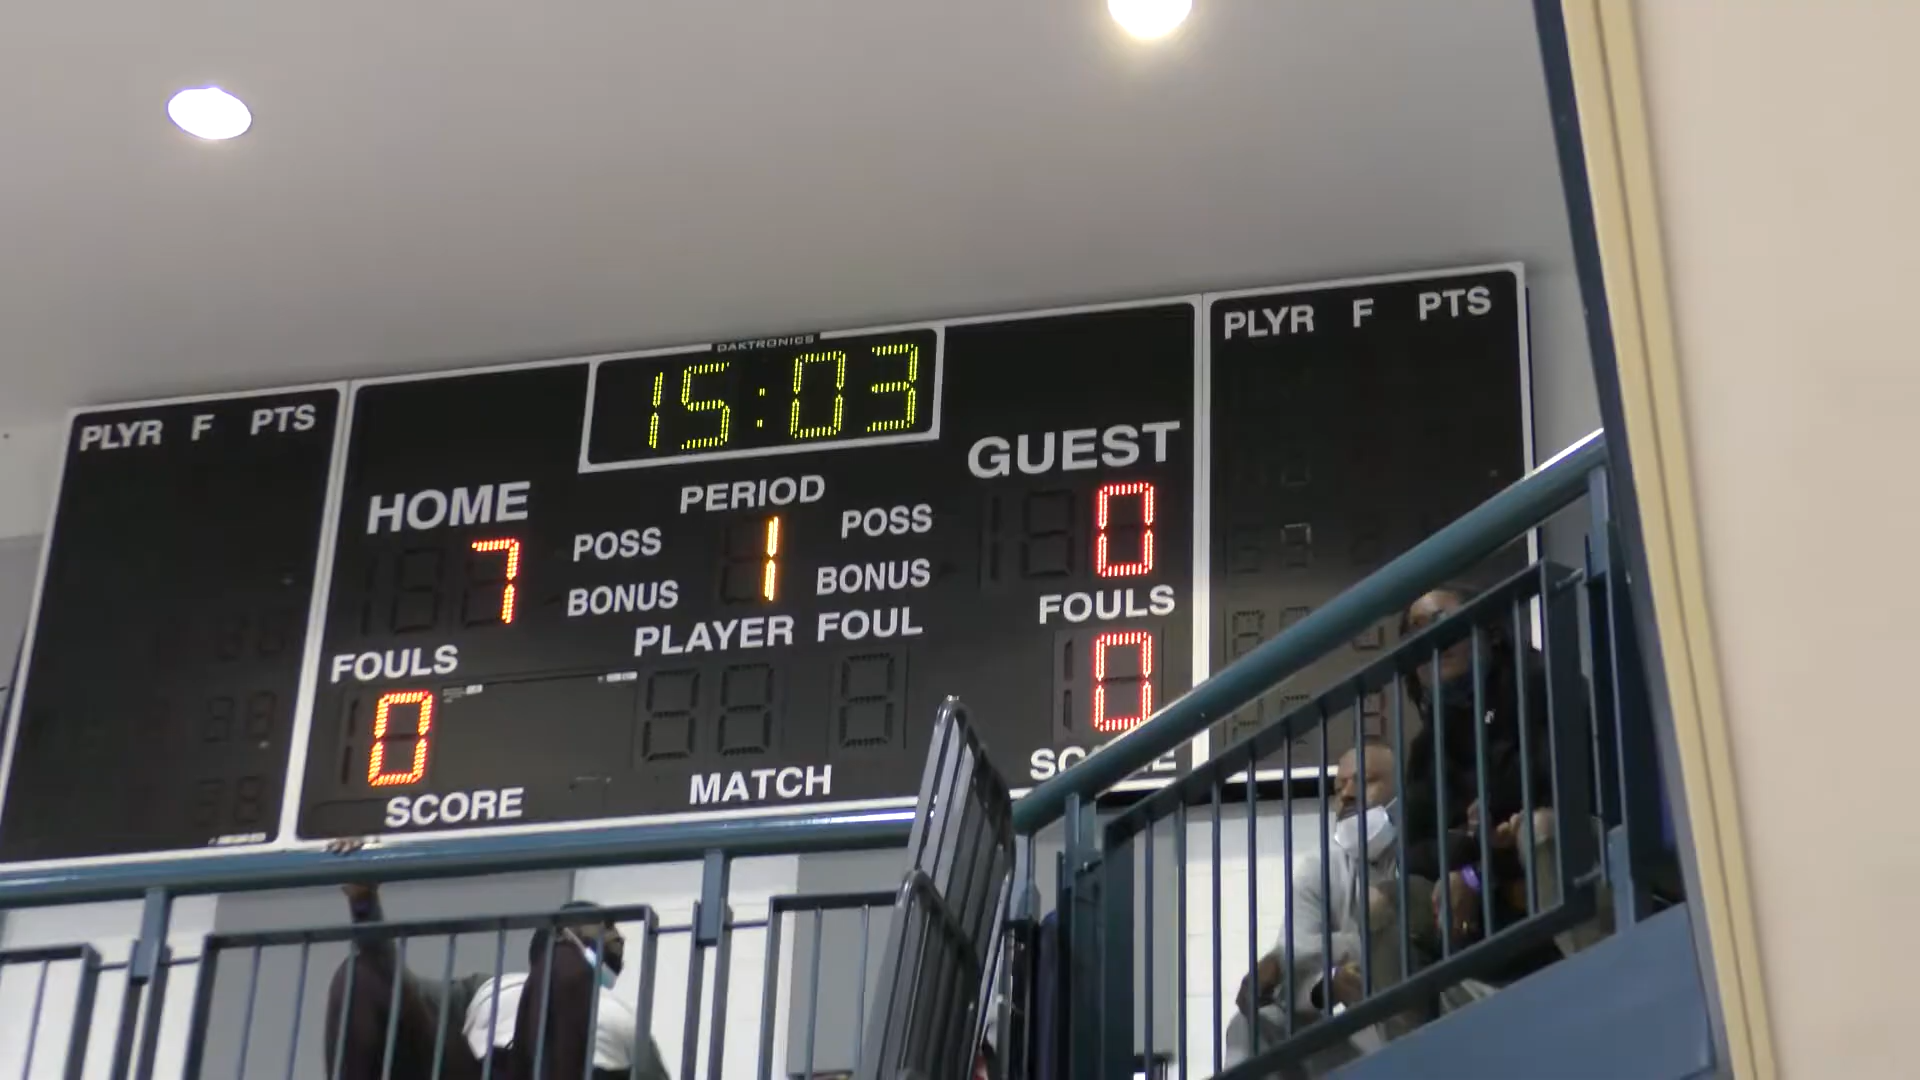 DAKTRONICS
15:03
PLYR F PTS
PLYR F PTS
HOME
PERIOD
GUEST
7
POSS
1
POSS
0
BONUS
BONUS
FOULS
PLAYER FOUL
FOULS
0
0
SCORE
MATCH